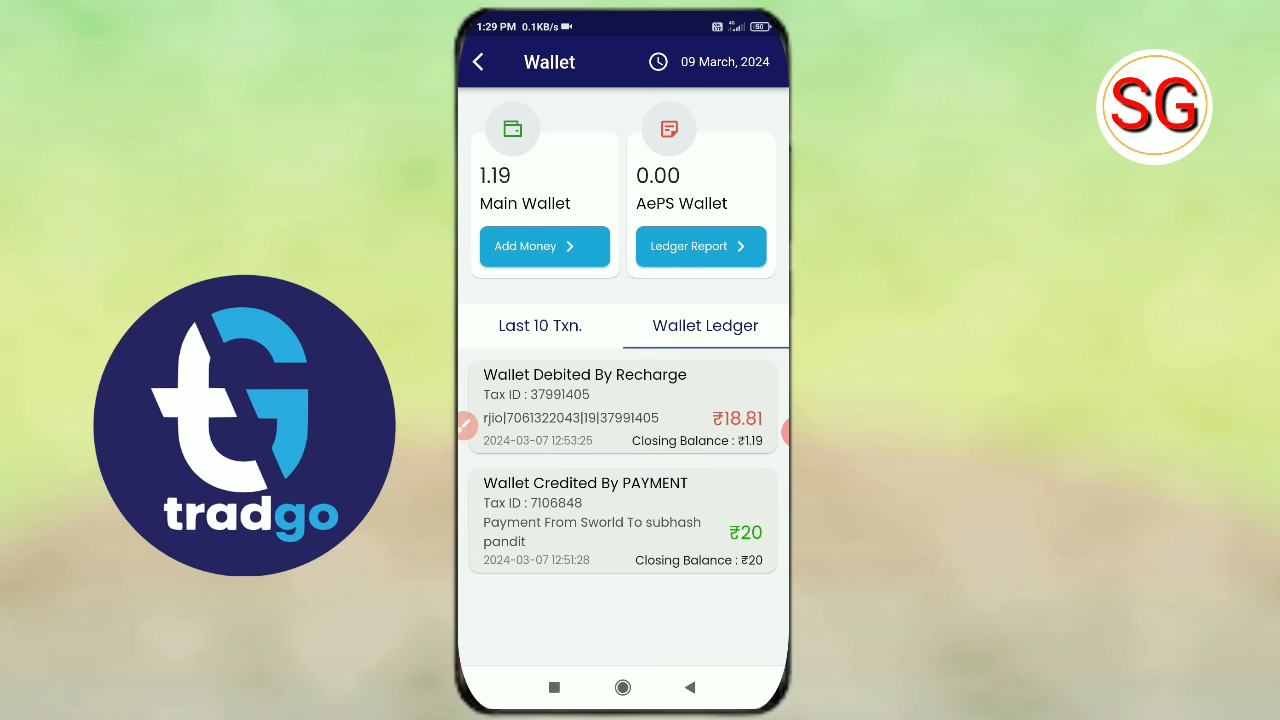 1:29 PM 0.1KB/s
4G
50
Wallet
09 March, 2024
SG
1.19
Main Wallet
Add Money
0.00
AePS Wallet
Ledger Report
Last 10 Txn.
Wallet Ledger
Wallet Debited By Recharge
Tax ID : 37991405
rjio|7061322043|19|37991405
₹18.81
2024-03-07 12:53:25
Closing Balance : ₹1.19
Wallet Credited By PAYMENT
Tax ID : 7106848
Payment From Sworld To subhash
pandit
₹20
2024-03-07 12:51:28
Closing Balance : ₹20
tG
tradgo